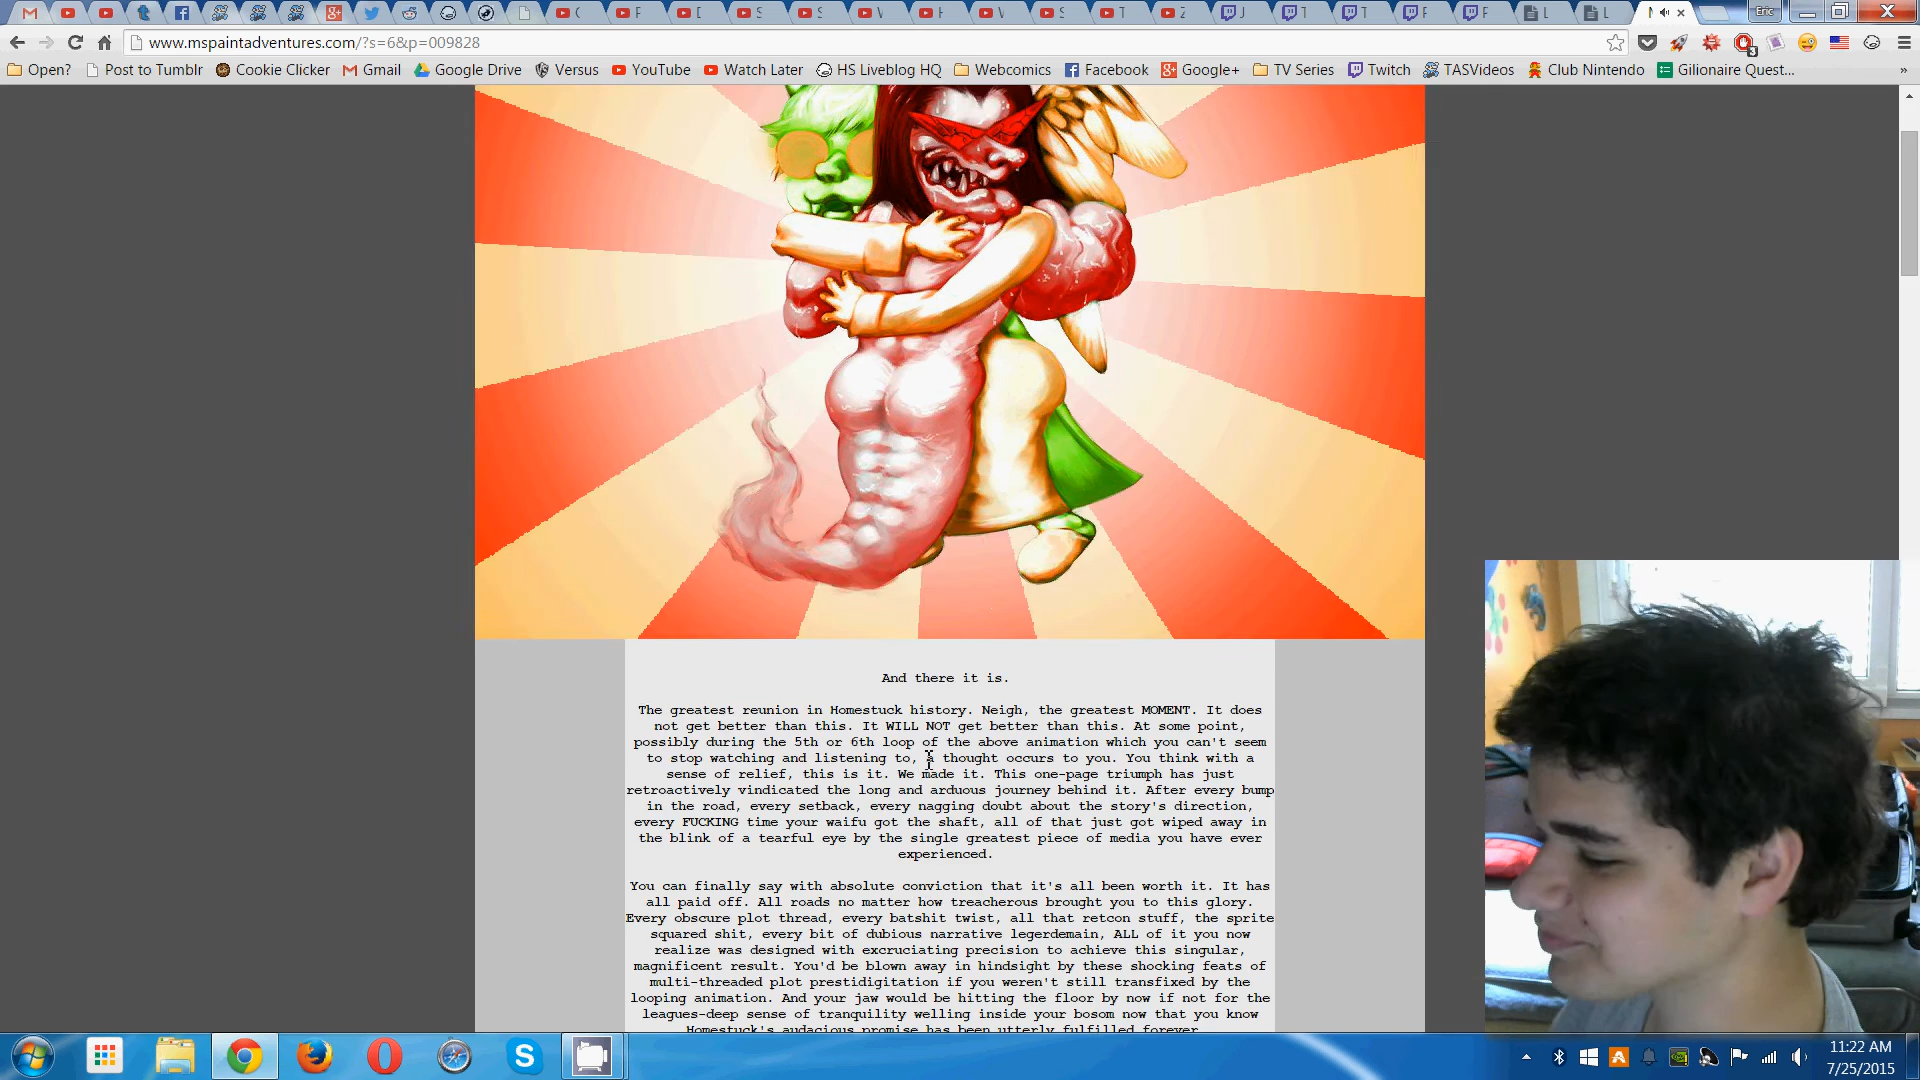 C
F
D
S
S
V
H
V
S
T
Z
J
T
T
F
F
L
L
Eric
www.mspaintadventures.com/?s=6&p=009828
3
Open?
Post to Tumblr
Cookie Clicker
Gmail
Google Drive
Versus
YouTube
Watch Later
HS Liveblog HQ
Webcomics
Facebook
Google+
TV Series
Twitch
TASVideos
Club Nintendo
Gilionaire Quest...
»
And there it is.
The greatest reunion in Homestuck history. Neigh, the greatest MOMENT. It does
not get better than this. It WILL NOT get better than this. At some point,
possibly during the 5th or 6th loop of the above animation which you can't seem
to stop watching and listening to, a thought occurs to you. You think with a
sense of relief, this is it. We made it. This one-page triumph has just
retroactively vindicated the long and arduous journey behind it. After every bump
in the road, every setback, every nagging doubt about the story's direction,
every FUCKING time your waifu got the shaft, all of that just got wiped away in
the blink of a tearful eye by the single greatest piece of media you have ever
experienced.
You can finally say with absolute conviction that it's all been worth it. It has
all paid off. All roads no matter how treacherous brought you to this glory.
Every obscure plot thread, every batshit twist, all that retcon stuff, the sprite
squared shit, every bit of dubious narrative legerdemain, ALL of it you now
realize was designed with excruciating precision to achieve this singular,
magnificent result. You'd be blown away in hindsight by these shocking feats of
multi-threaded plot prestidigitation if you weren't still transfixed by the
looping animation. And your jaw would be hitting the floor by now if not for the
leagues-deep sense of tranquility welling inside your bosom now that you know
Homestuck's audacious promise has been utterly fulfilled forever.
11:22 AM
7/25/2015